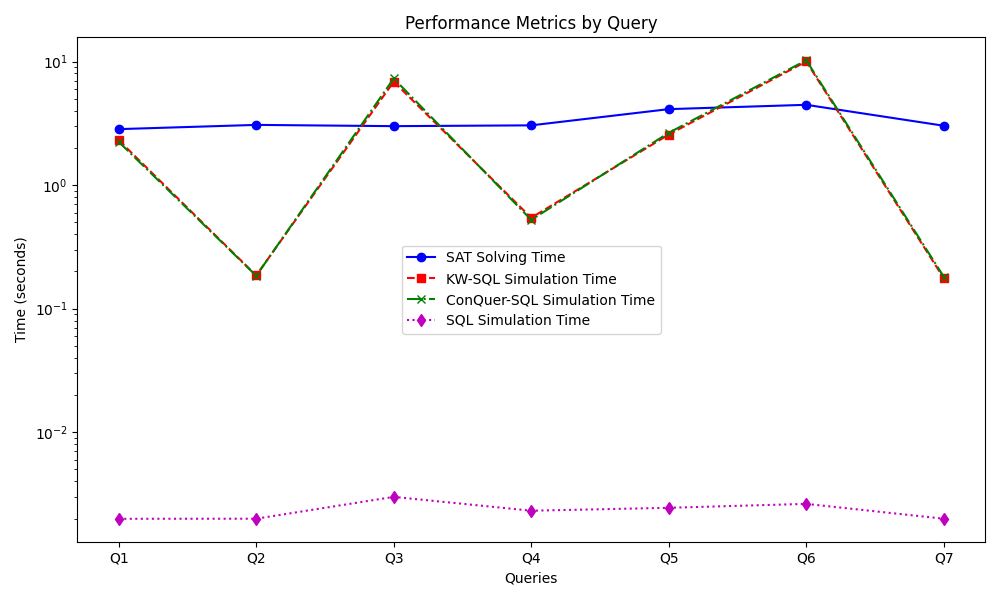 Performance Metrics by Query
Time (seconds)
10¹
10⁰
10⁻¹
10⁻²
SAT Solving Time
KW-SQL Simulation Time
ConQuer-SQL Simulation Time
SQL Simulation Time
Q1 Q2 Q3 Q4 Q5 Q6 Q7
Queries